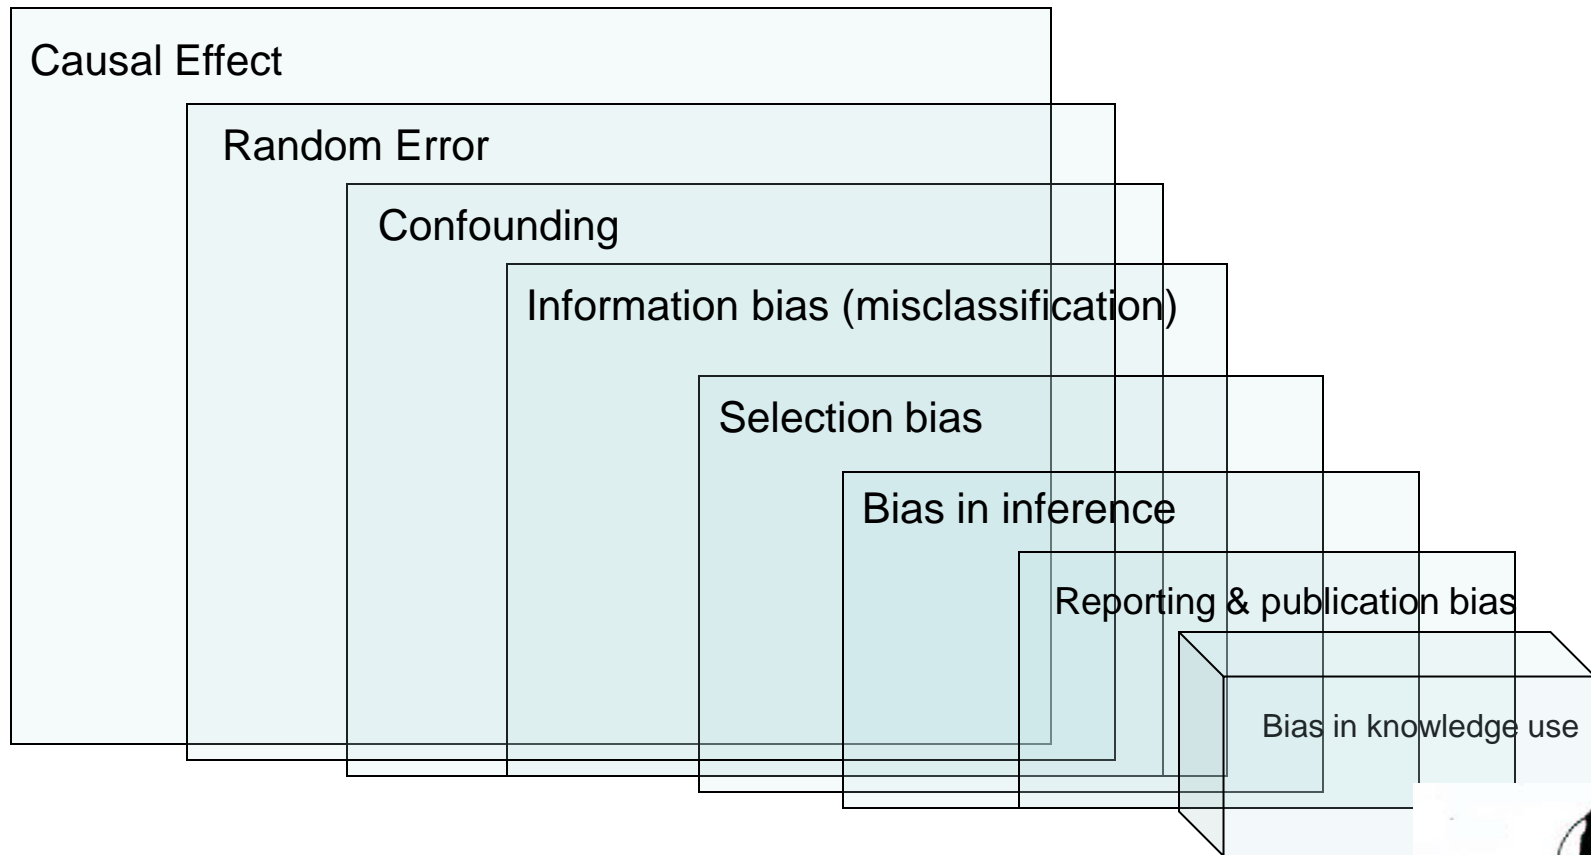 Causal Effect
Random Error
Confounding
Information bias (misclassification)
Selection bias
Bias in inference
Reporting & publication bias
Bias in knowledge use